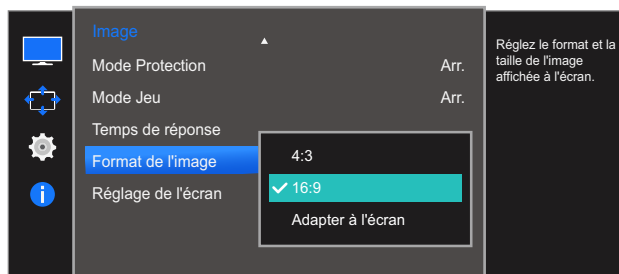 Image
Mode Protection Arr.
Mode Jeu Arr.
Temps de réponse
Format de l'image
Réglage de l'écran
4:3
16:9
Adapter à l'écran
Réglez le format et la
taille de l'image
affichée à l'écran.